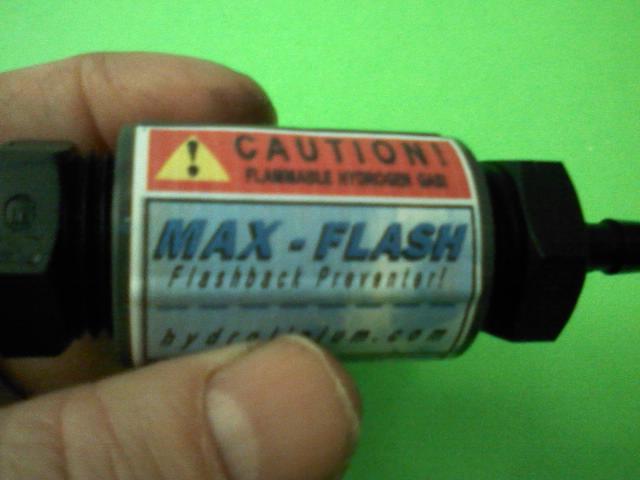 CAUTION!
FLAMMABLE HYDROGEN GAS!
MAX-FLASH
Flashback Preventer!